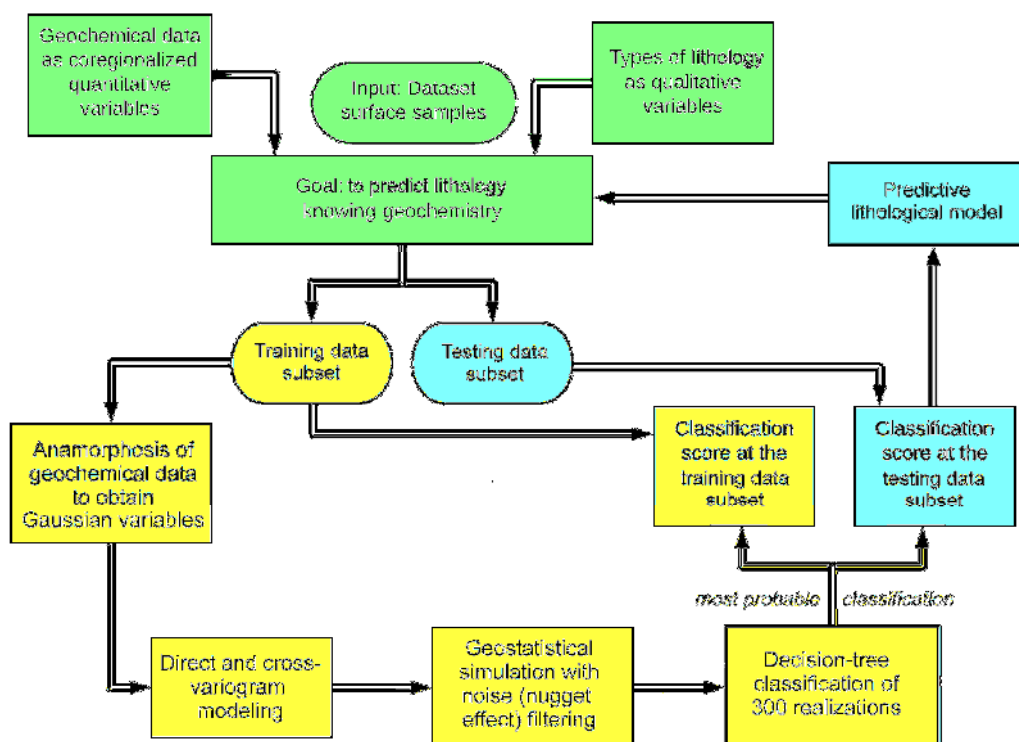 Geochemical data
as coregionalized
quantitative
variables
Input: Dataset
surface samples
Types of lithology
as qualitative
variables
Goal: to predict lithology
knowing geochemistry
Predictive
lithological model
Training data
subset
Testing data
subset
Anamorphosis of
geochemical data
to obtain
Gaussian variables
Classification
score at the
training data
subset
Classification
score at the
testing data
subset
most probable
classification
Direct and cross-
variogram
modeling
Geostatistical
simulation with
noise (nugget
effect) filtering
Decision-tree
classification of
300 realizations